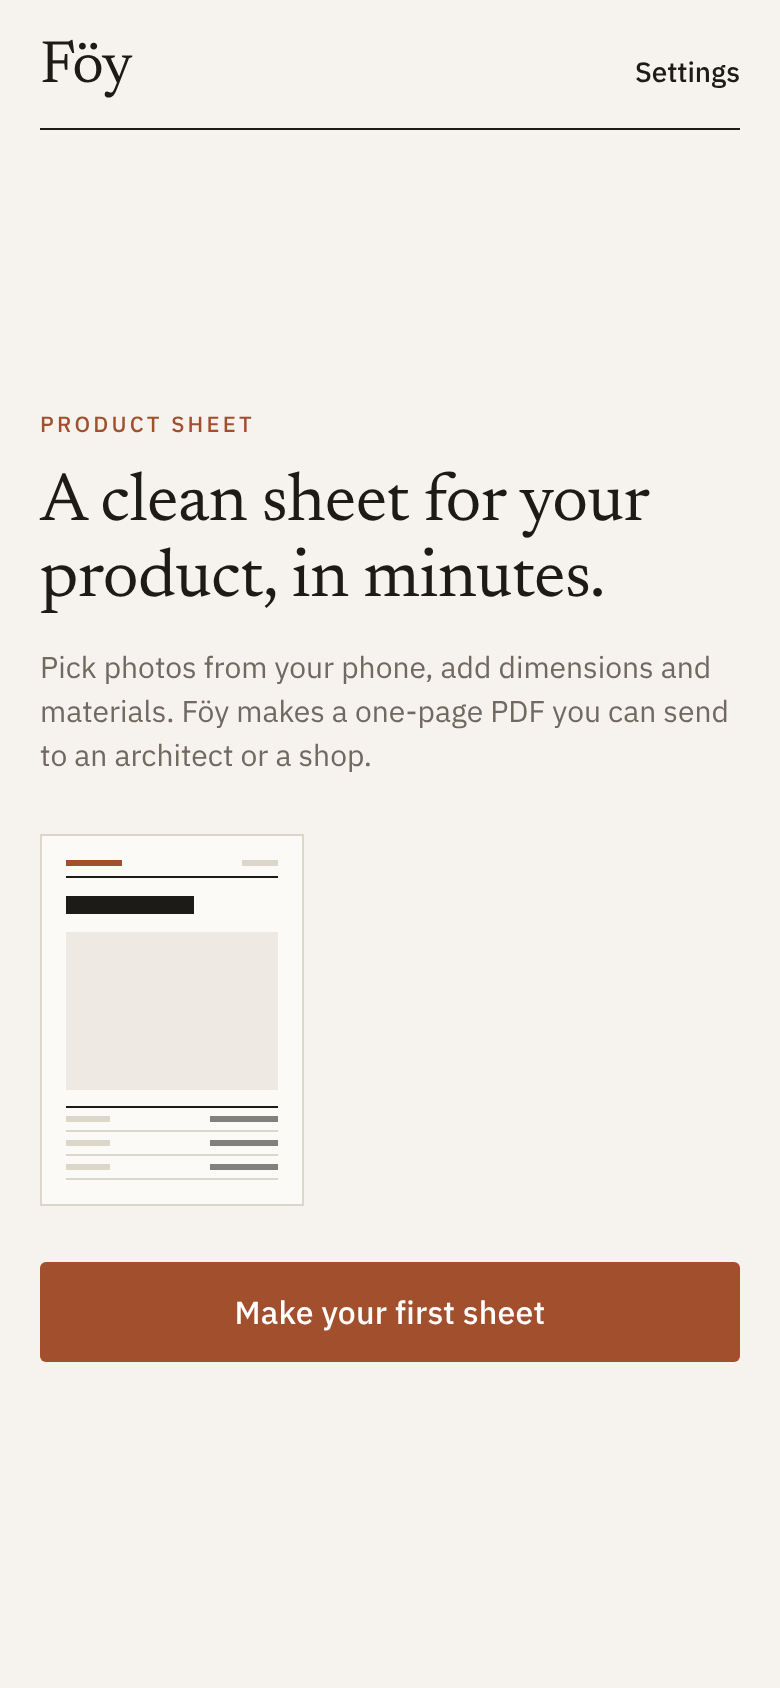 Föy
Settings
PRODUCT SHEET
A clean sheet for your
product, in minutes.
Pick photos from your phone, add dimensions and
materials. Föy makes a one-page PDF you can send
to an architect or a shop.
Make your first sheet